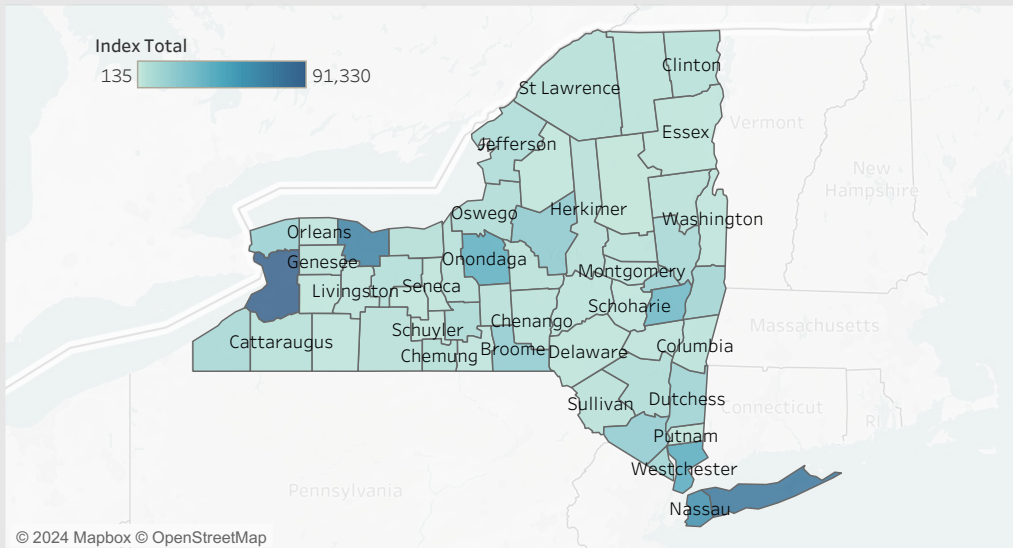 Index Total
135 91,330
Clinton
St Lawrence
Essex
Vermont
Jefferson
New
Hampshire
Oswego
Herkimer
Washington
Orleans
Genesee
Onondaga
Montgomery
Livingston
Seneca
Schoharie
Chenango
Massachusetts
Schuyler
Cattaraugus
Chemung
Broome
Delaware
Columbia
Sullivan
Dutchess
Connecticut
RI
Putnam
Westchester
Pennsylvania
Nassau
© 2024 Mapbox © OpenStreetMap